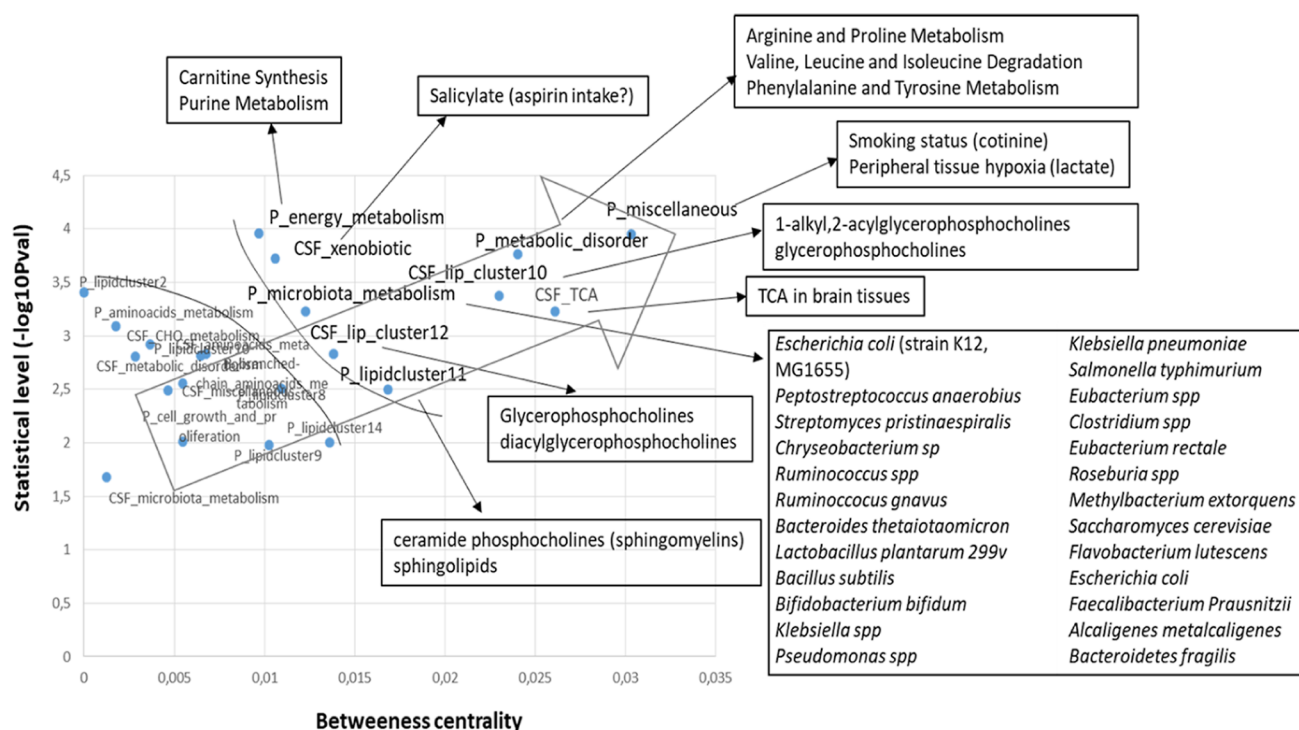 Arginine and Proline Metabolism
Valine, Leucine and Isoleucine Degradation
Phenylalanine and Tyrosine Metabolism
Carnitine Synthesis
Purine Metabolism
Salicylate (aspirin intake?)
Smoking status (cotinine)
Peripheral tissue hypoxia (lactate)
1-alkyl,2-acylglycerophosphocholines
glycerophosphocholines
TCA in brain tissues
Escherichia coli (strain K12,
MG1655)
Peptostreptococcus anaerobius
Streptomyces pristinaespiralis
Chryseobacterium sp
Ruminococcus spp
Ruminoccocus gnavus
Bacteroides thetaiotaomicron
Lactobacillus plantarum 299v
Bacillus subtilis
Bifidobacterium bifidum
Klebsiella spp
Pseudomonas spp
Klebsiella pneumoniae
Salmonella typhimurium
Eubacterium spp
Clostridium spp
Eubacterium rectale
Roseburia spp
Methylbacterium extorquens
Saccharomyces cerevisiae
Flavobacterium lutescens
Escherichia coli
Faecalibacterium Prausnitzii
Alcaligenes metalcaligenes
Bacteroidetes fragilis
Glycerophosphocholines
diacylglycerophosphocholines
ceramide phosphocholines (sphingomyelins)
sphingolipids
Statistical level (-log10Pval)
4,5
4
3,5
3
2,5
2
1,5
1
0,5
0
P_miscellaneous
P_energy_metabolism
CSF_xenobiotic
P_metabolic_disorder
CSF_lip_cluster10
P_lipidcluster2
P_microbiota_metabolism
CSF_TCA
P_aminoacids_metabolism
CSF_CHO_metabolism
CSF_aminoacids_meta
CSF_lip_cluster12
CSF_metabolic_disorder
P_lipidcluster11
chain_aminoacids_me
tabolism
CSF_miscellaneous
P_lipidcluster8
P_cell_growth_and_pr
oliferation
P_lipidcluster14
P_lipidcluster9
CSF_microbiota_metabolism
0
0,005
0,01
0,015
0,02
0,025
0,03
0,035
Betweeness centrality